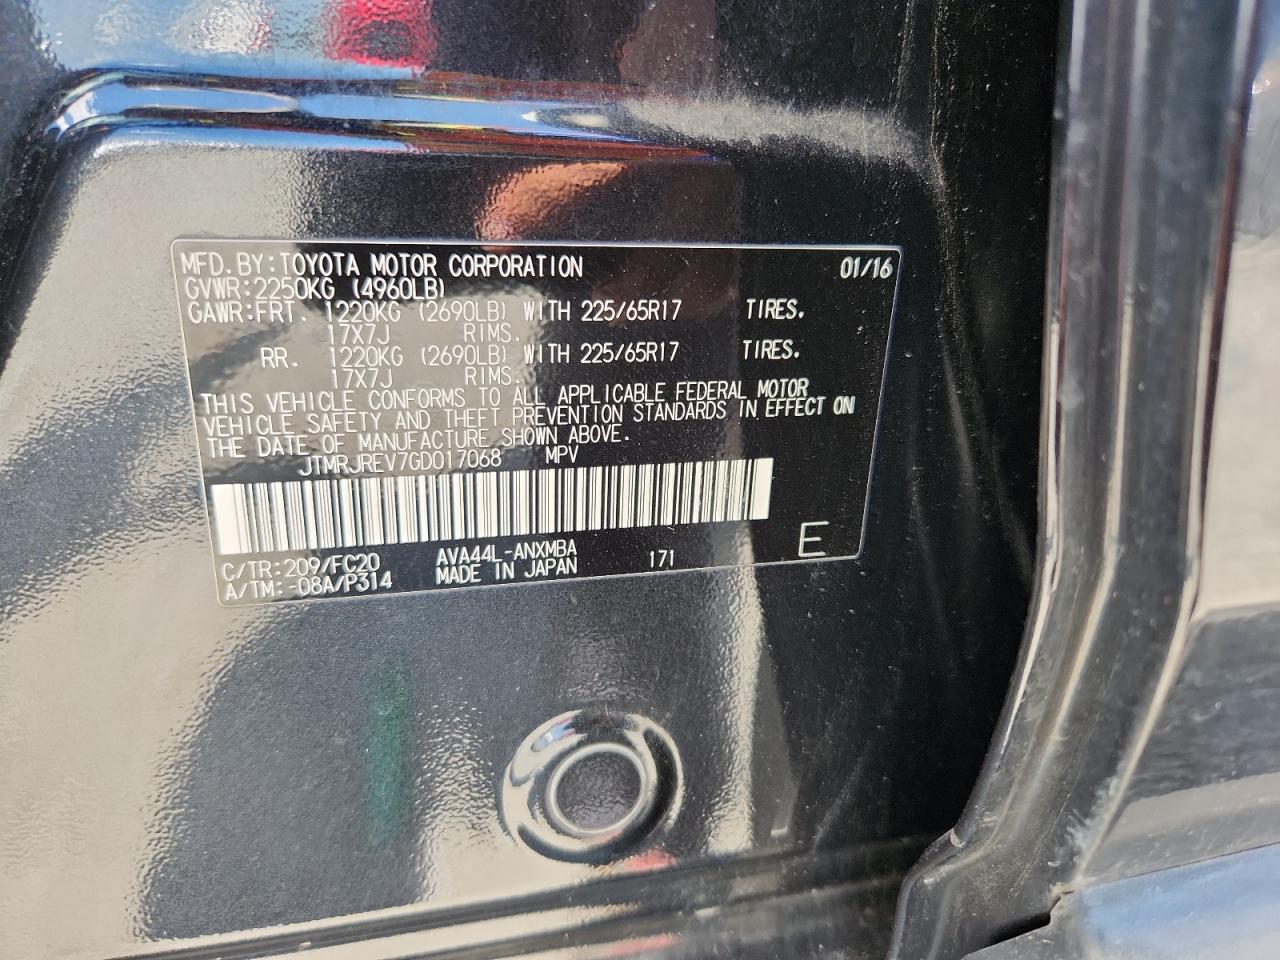 MFD. BY: TOYOTA MOTOR CORPORATION 01/16
GVWR: 2250KG (4960LB)
GAWR: FRT. 1220KG (2690LB) WITH 225/65R17 TIRES.
17X7J RIMS.
RR. 1220KG (2690LB) WITH 225/65R17 TIRES.
17X7J RIMS.
THIS VEHICLE CONFORMS TO ALL APPLICABLE FEDERAL MOTOR
VEHICLE SAFETY AND THEFT PREVENTION STANDARDS IN EFFECT ON
THE DATE OF MANUFACTURE SHOWN ABOVE.
JTMRJREV7GD017068 MPV
C/TR: 209/FC20 AVA44L-ANXMBA 171 E
A/TM: -08A/P314 MADE IN JAPAN